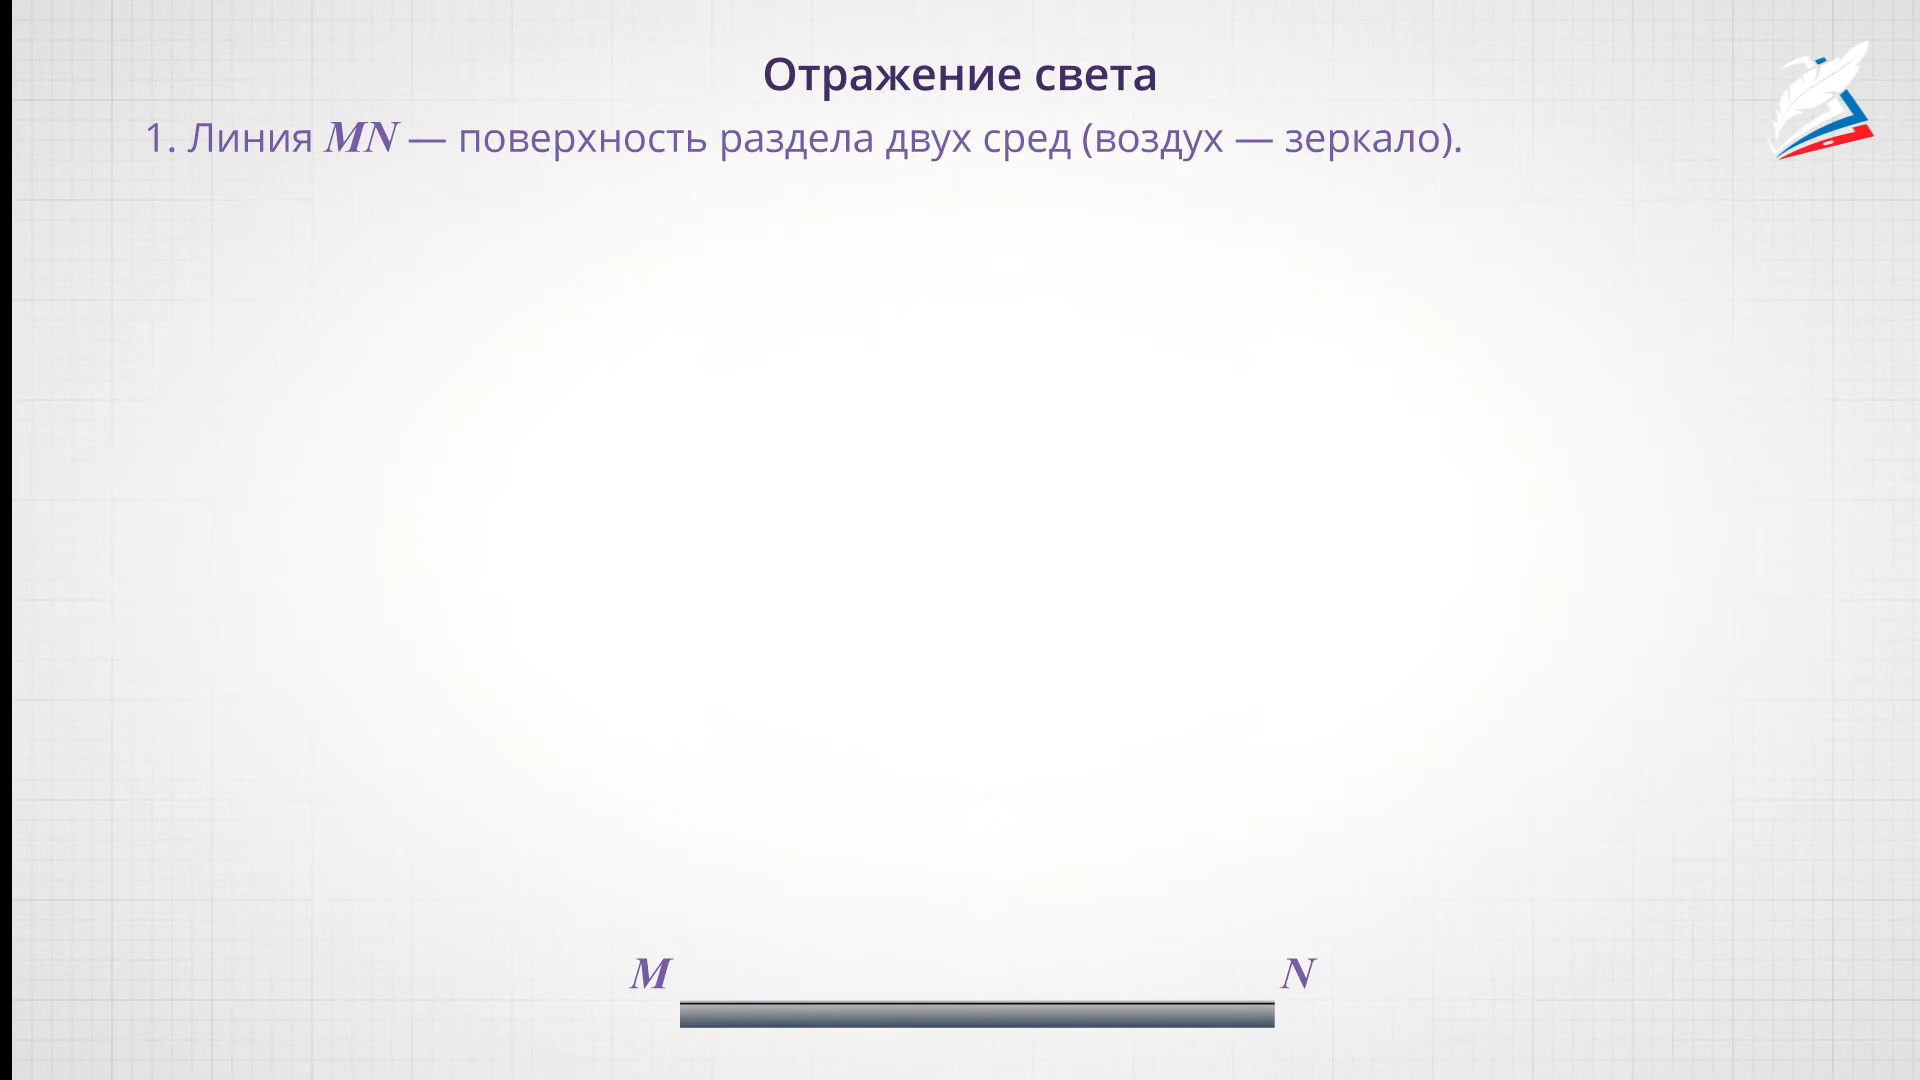 Отражение света
1. Линия MN — поверхность раздела двух сред (воздух — зеркало).
M N